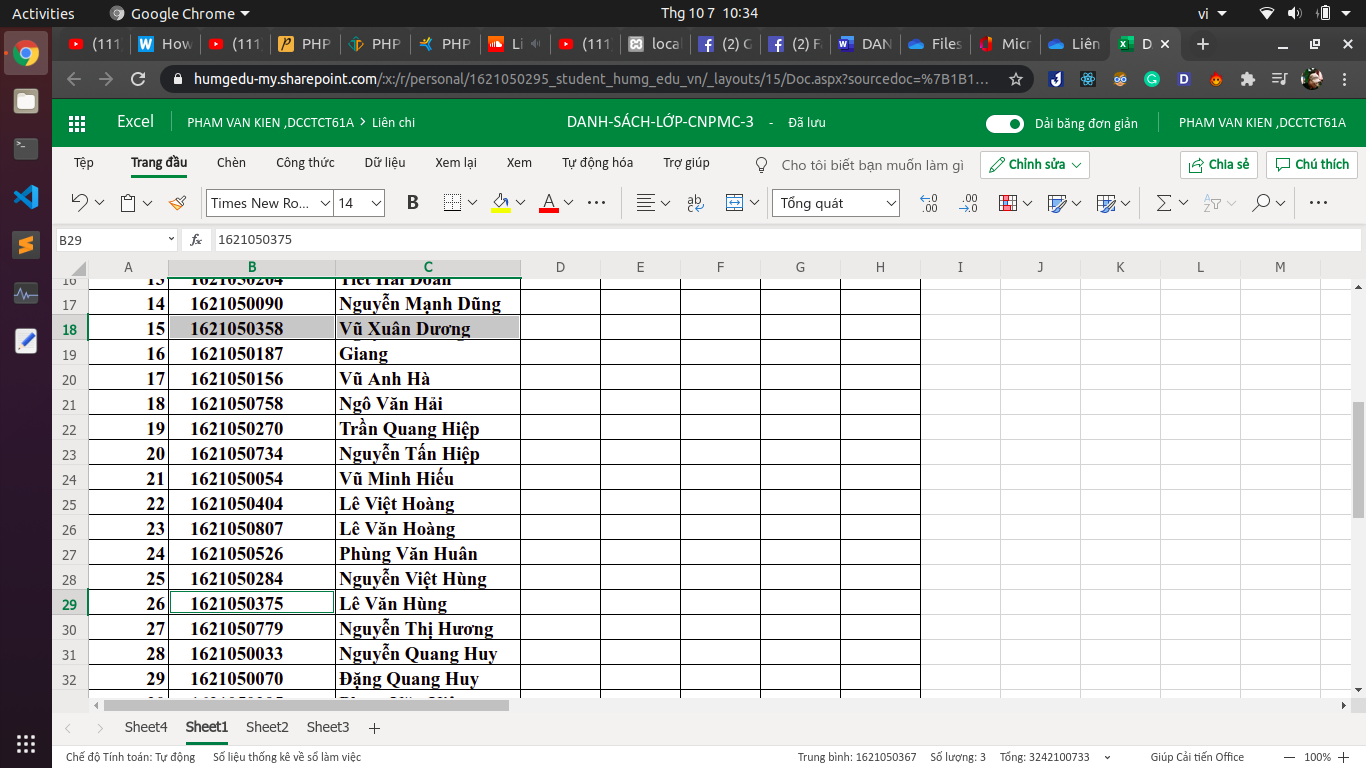 Activities Google Chrome Thg 10 7 10:34 vi
(111 How (111 PHP PHP PHP Li (111 local (2) G (2) F DAN Files Micr Liên D
humgedu-my.sharepoint.com/:x:/r/personal/1621050295_student_humg_edu_vn/_layouts/15/Doc.aspx?sourcedoc=%7B1B1...
Excel PHAM VAN KIEN ,DCCTCT61A > Liên chi DANH-SÁCH-LỚP-CNPMC-3 - Đã lưu Dải băng đơn giản PHAM VAN KIEN ,DCCTCT61A
Tệp Trang đầu Chèn Công thức Dữ liệu Xem lại Xem Tự động hóa Trợ giúp Cho tôi biết bạn muốn làm gì Chỉnh sửa Chia sẻ Chú thích
Times New Ro... 14 B A ab Tổng quát .00 .00
B29 fx 1621050375
A B C D E F G H I J K L M
16
17 14 1621050090 Nguyễn Mạnh Dũng
18 15 1621050358 Vũ Xuân Dương
19 16 1621050187 Giang
20 17 1621050156 Vũ Anh Hà
21 18 1621050758 Ngô Văn Hải
22 19 1621050270 Trần Quang Hiệp
23 20 1621050734 Nguyễn Tấn Hiệp
24 21 1621050054 Vũ Minh Hiếu
25 22 1621050404 Lê Việt Hoàng
26 23 1621050807 Lê Văn Hoàng
27 24 1621050526 Phùng Văn Huân
28 25 1621050284 Nguyễn Việt Hùng
29 26 1621050375 Lê Văn Hùng
30 27 1621050779 Nguyễn Thị Hương
31 28 1621050033 Nguyễn Quang Huy
32 29 1621050070 Đặng Quang Huy
Sheet4 Sheet1 Sheet2 Sheet3
Chế độ Tính toán: Tự động Số liệu thống kê về sổ làm việc Trung bình: 1621050367 Số lượng: 3 Tổng: 3242100733 Giúp Cải tiến Office 100%